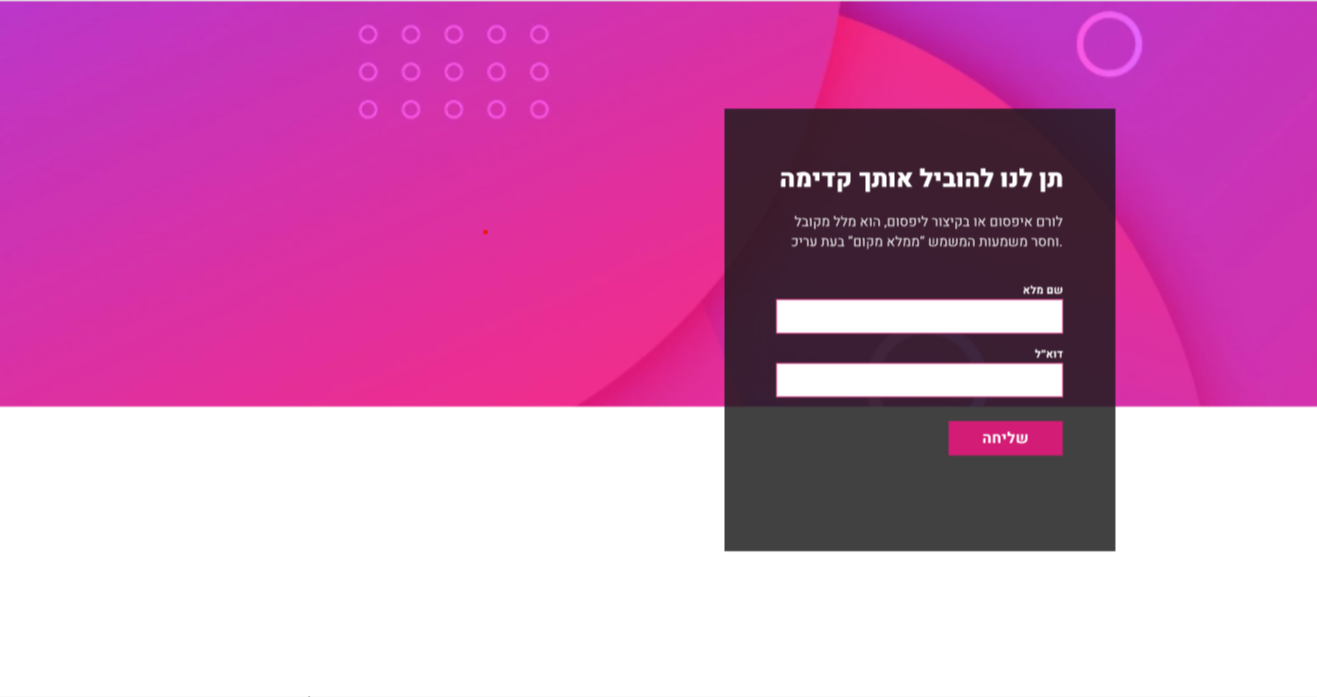 תן לנו להוביל אותך קדימה
לורם איפסום או בקיצור ליפסום, הוא מלל מקובל
וחסר משמעות המשמש "ממלא מקום" בעת עריכ.
שם מלא
דוא"ל
שליחה